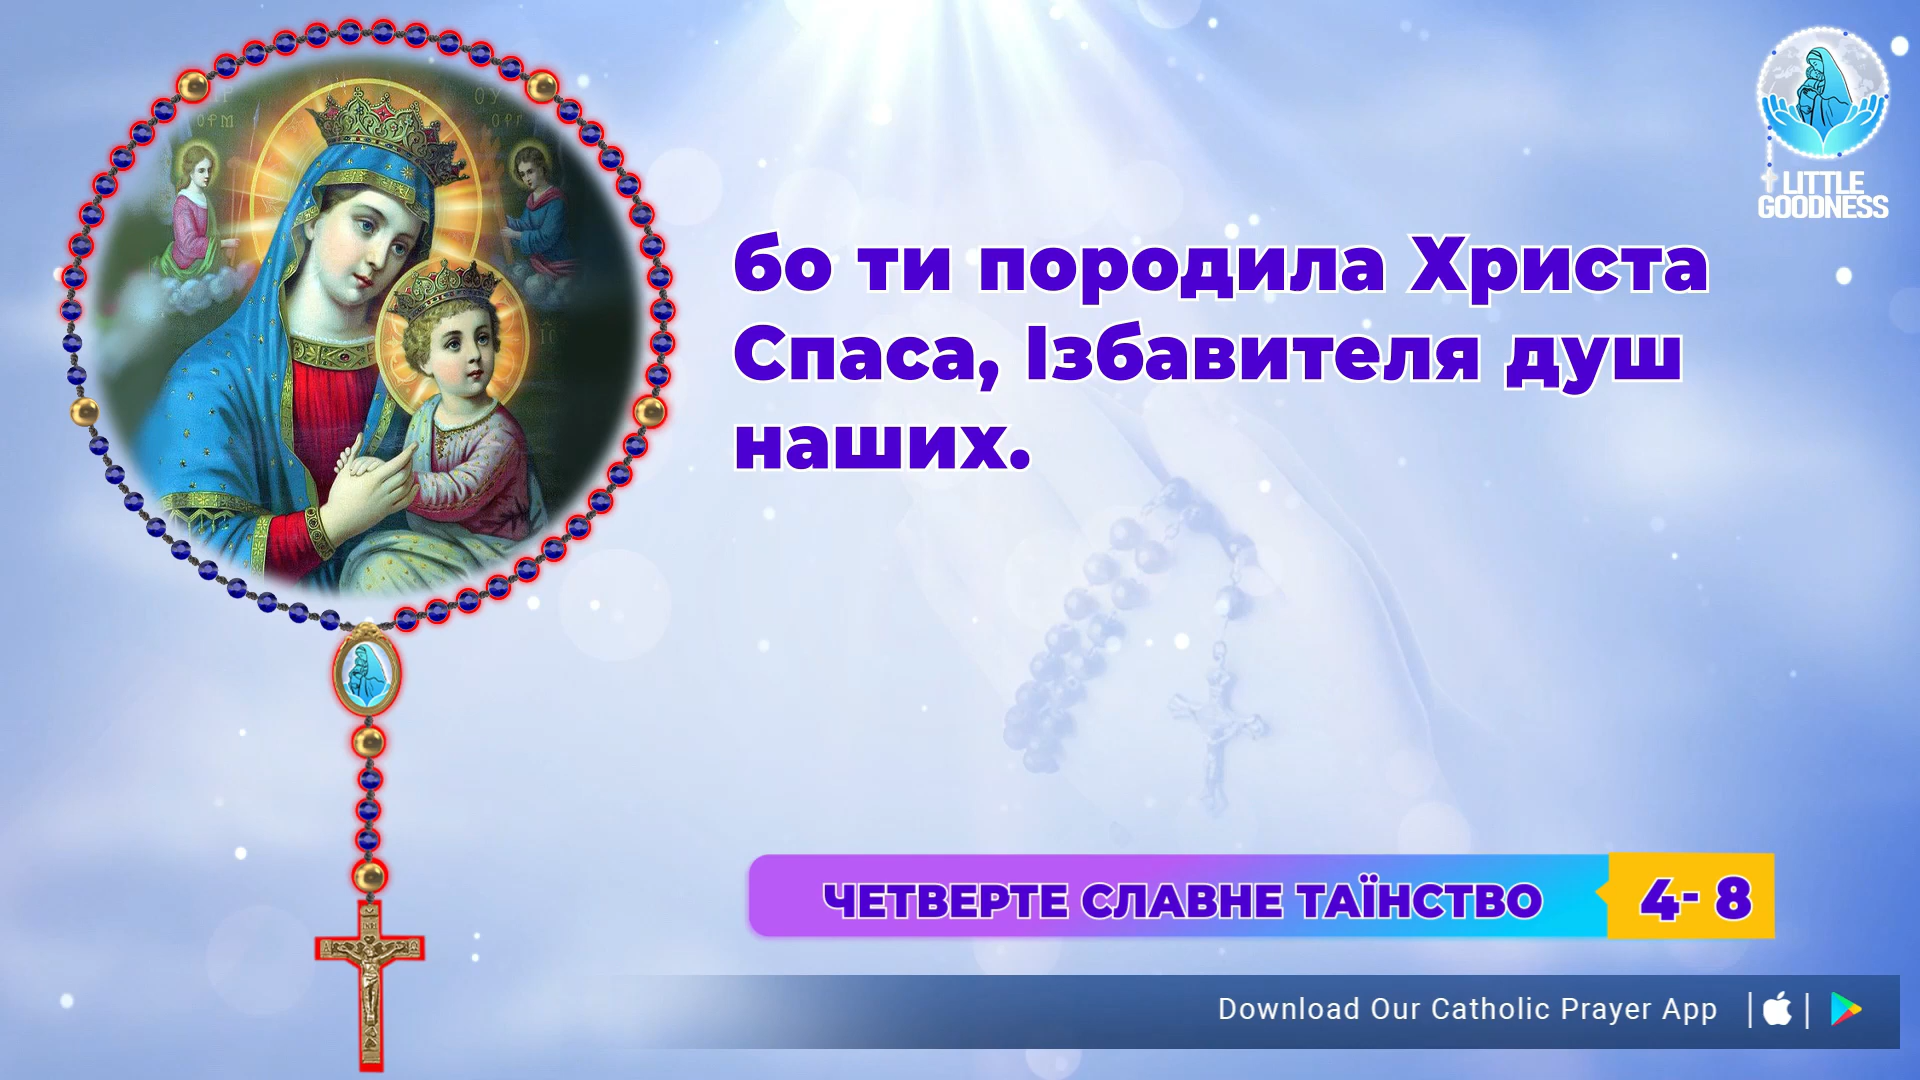 бо ти породила Христа
Спаса, Ізбавителя душ
наших.
LITTLE
GOODNESS
ЧЕТВЕРТЕ СЛАВНЕ ТАЇНСТВО
4- 8
Download Our Catholic Prayer App